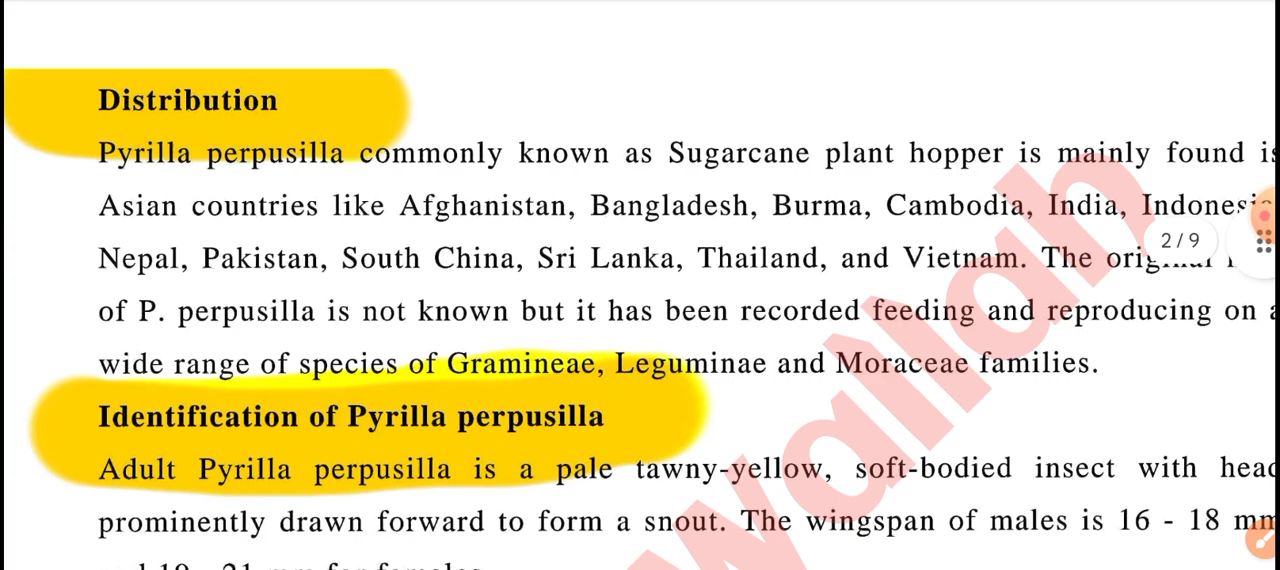 Distribution
Pyrilla perpusilla commonly known as Sugarcane plant hopper is mainly found
Asian countries like Afghanistan, Bangladesh, Burma, Cambodia, India,
Nepal, Pakistan, South China, Sri Lanka, Thailand, and Vietnam. The
2/9
of P. perpusilla is not known but it has been recorded feeding and reproducing on a
wide range of species of Gramineae, Leguminae and Moraceae families.
Identification of Pyrilla perpusilla
Adult Pyrilla perpusilla is a pale tawny-yellow, soft-bodied insect with head
prominently drawn forward to form a snout. The wingspan of males is 16 - 18 mm
wallah